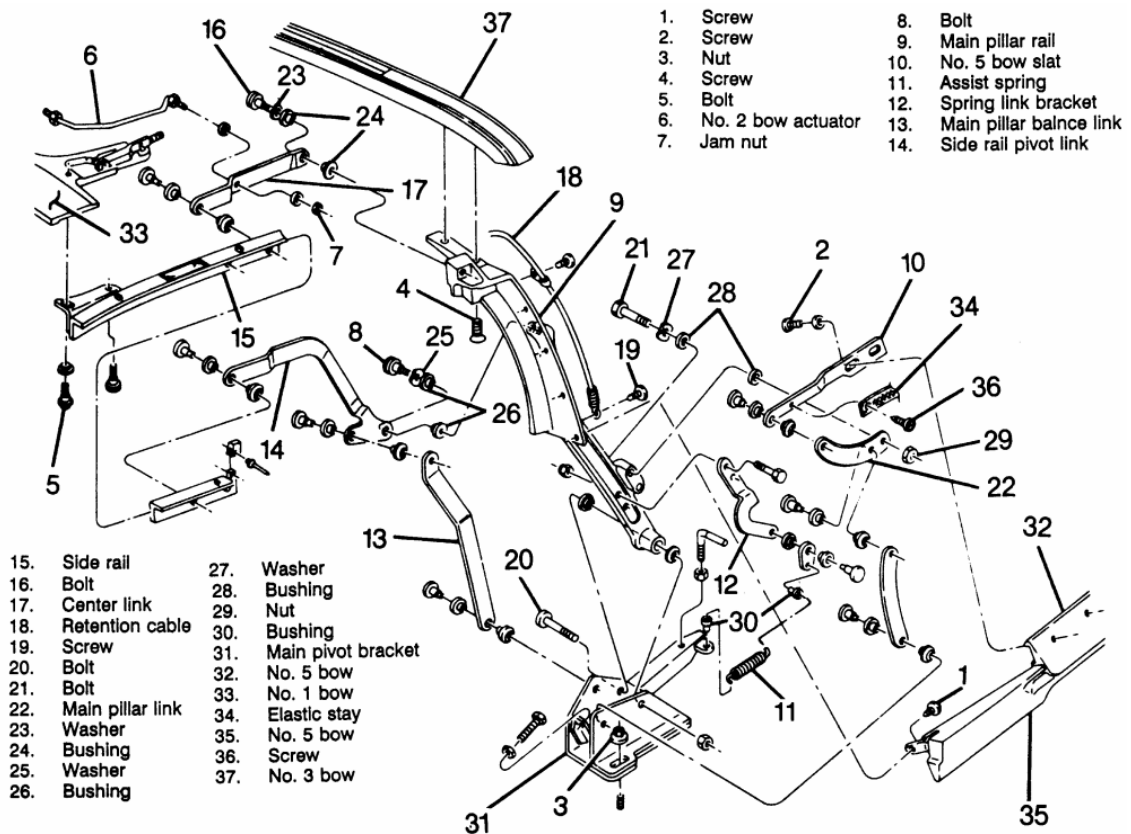 1. Screw
2. Screw
3. Nut
4. Screw
5. Bolt
6. No. 2 bow actuator
7. Jam nut
8. Bolt
9. Main pillar rail
10. No. 5 bow slat
11. Assist spring
12. Spring link bracket
13. Main pillar balnce link
14. Side rail pivot link
37
16
6
23
24
17
33
7
18
9
21
27
28
2
10
34
4
15
8
25
19
36
26
14
5
29
22
13
20
12
32
30
11
1
31
3
35
15. Side rail
16. Bolt
17. Center link
18. Retention cable
19. Screw
20. Bolt
21. Bolt
22. Main pillar link
23. Washer
24. Bushing
25. Washer
26. Bushing
27. Washer
28. Bushing
29. Nut
30. Bushing
31. Main pivot bracket
32. No. 5 bow
33. No. 1 bow
34. Elastic stay
35. No. 5 bow
36. Screw
37. No. 3 bow